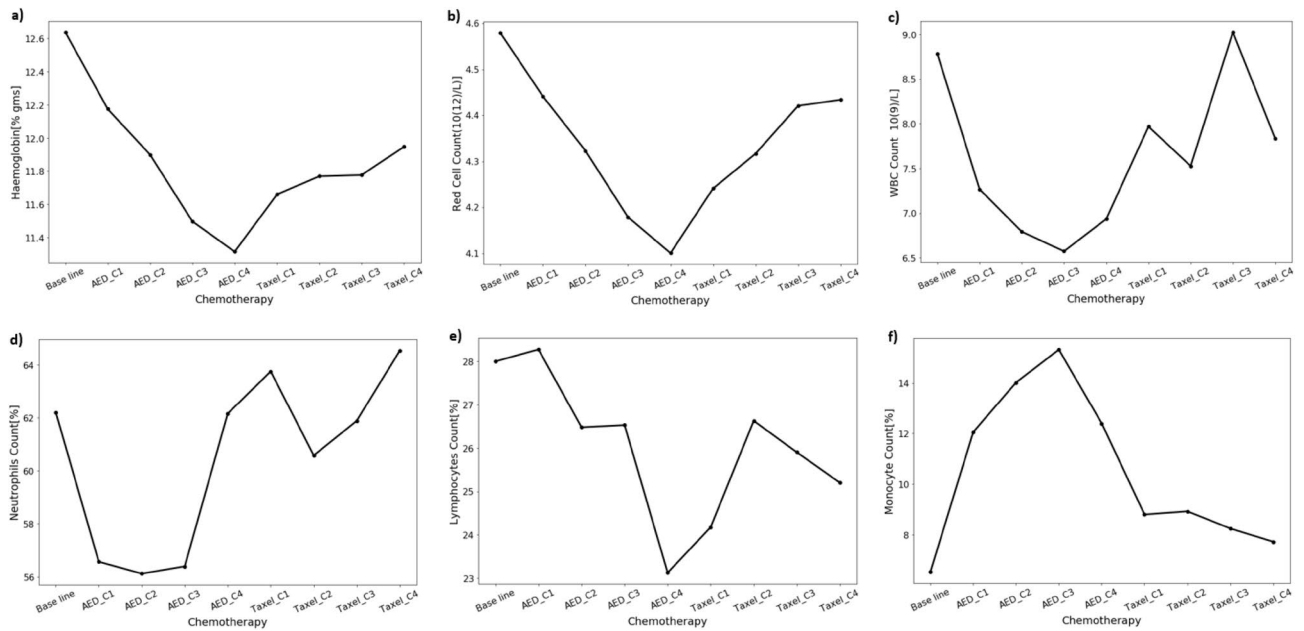 a)
12.6
12.4
12.2
12.0
11.8
11.6
11.4
Haemoglobin[% gms]
Base line AED_C1 AED_C2 AED_C3 AED_C4 Taxel_C1 Taxel_C2 Taxel_C3 Taxel_C4
Chemotherapy
b)
4.6
4.5
4.4
4.3
4.2
4.1
Red Cell Count(10(12)/L)]
Base line AED_C1 AED_C2 AED_C3 AED_C4 Taxel_C1 Taxel_C2 Taxel_C3 Taxel_C4
Chemotherapy
c)
9.0
8.5
8.0
7.5
7.0
6.5
WBC Count 10(9)/L]
Base line AED_C1 AED_C2 AED_C3 AED_C4 Taxel_C1 Taxel_C2 Taxel_C3 Taxel_C4
Chemotherapy
d)
64
62
60
58
56
Neutrophils Count[%]
Base line AED_C1 AED_C2 AED_C3 AED_C4 Taxel_C1 Taxel_C2 Taxel_C3 Taxel_C4
Chemotherapy
e)
28
27
26
25
24
23
Lymphocytes Count[%]
Base line AED_C1 AED_C2 AED_C3 AED_C4 Taxel_C1 Taxel_C2 Taxel_C3 Taxel_C4
Chemotherapy
f)
14
12
10
8
Monocyte Count[%]
Base line AED_C1 AED_C2 AED_C3 AED_C4 Taxel_C1 Taxel_C2 Taxel_C3 Taxel_C4
Chemotherapy